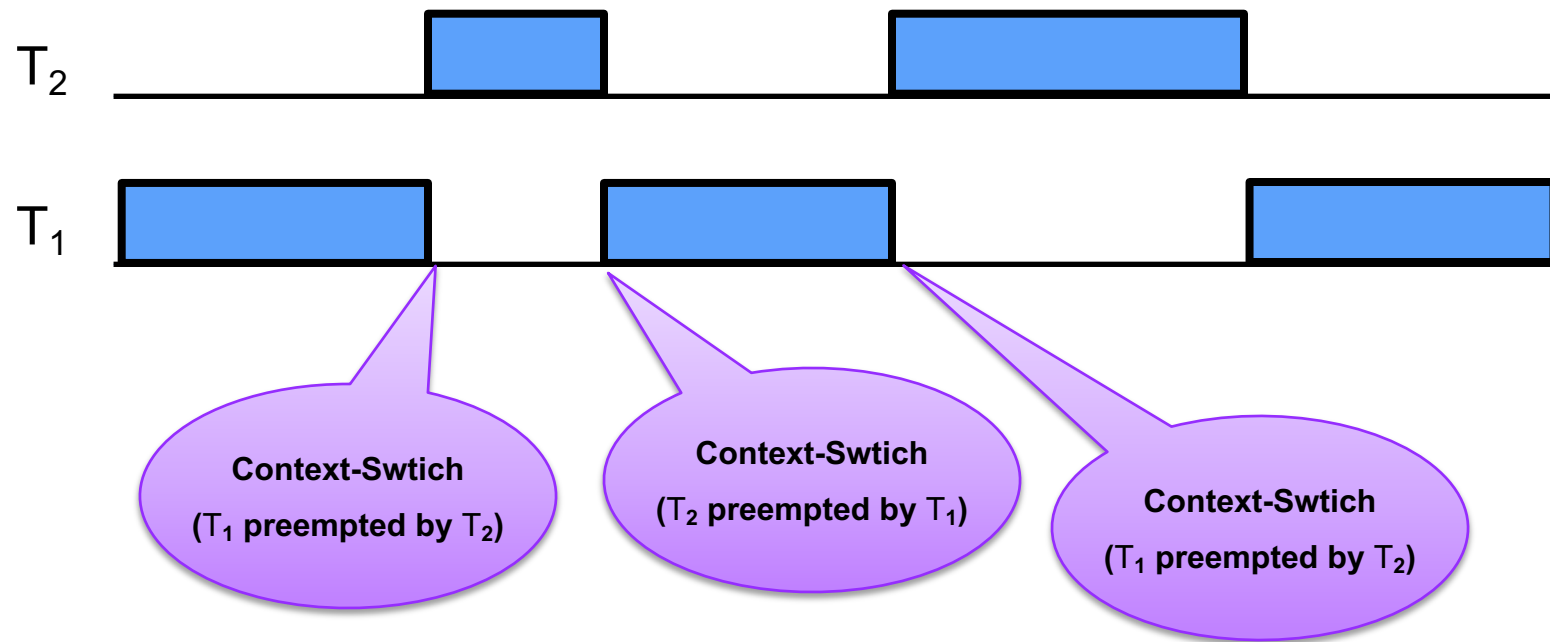 T₂
T₁
Context-Swtich
(T₁ preempted by T₂)
Context-Swtich
(T₂ preempted by T₁)
Context-Swtich
(T₁ preempted by T₂)